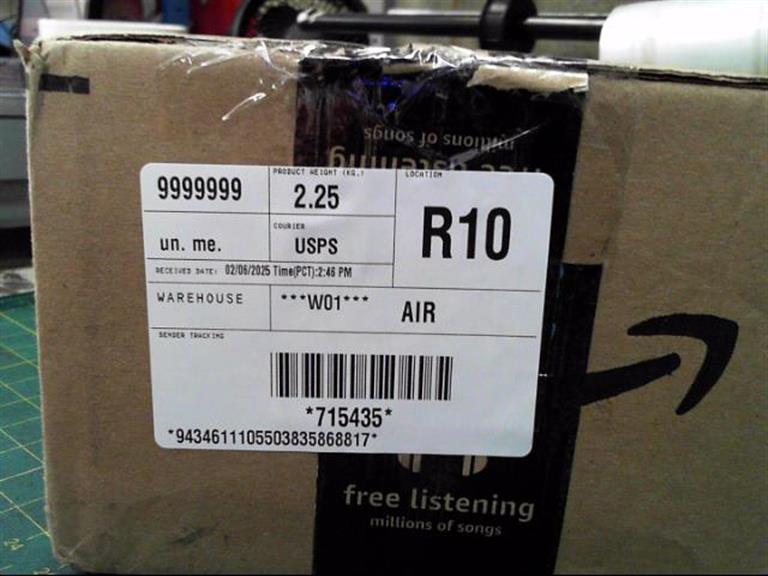 millions of songs
free listening
PRODUCT WEIGHT (KG.)
LOCATION
9999999
2.25
R10
COURIER
un. me.
USPS
RECEIVED DATE: 02/06/2025 Time(PCT):2:46 PM
WAREHOUSE
***W01***
AIR
SENDER TRACKING
*715435*
*9434611105503835868817*
free listening
millions of songs
24